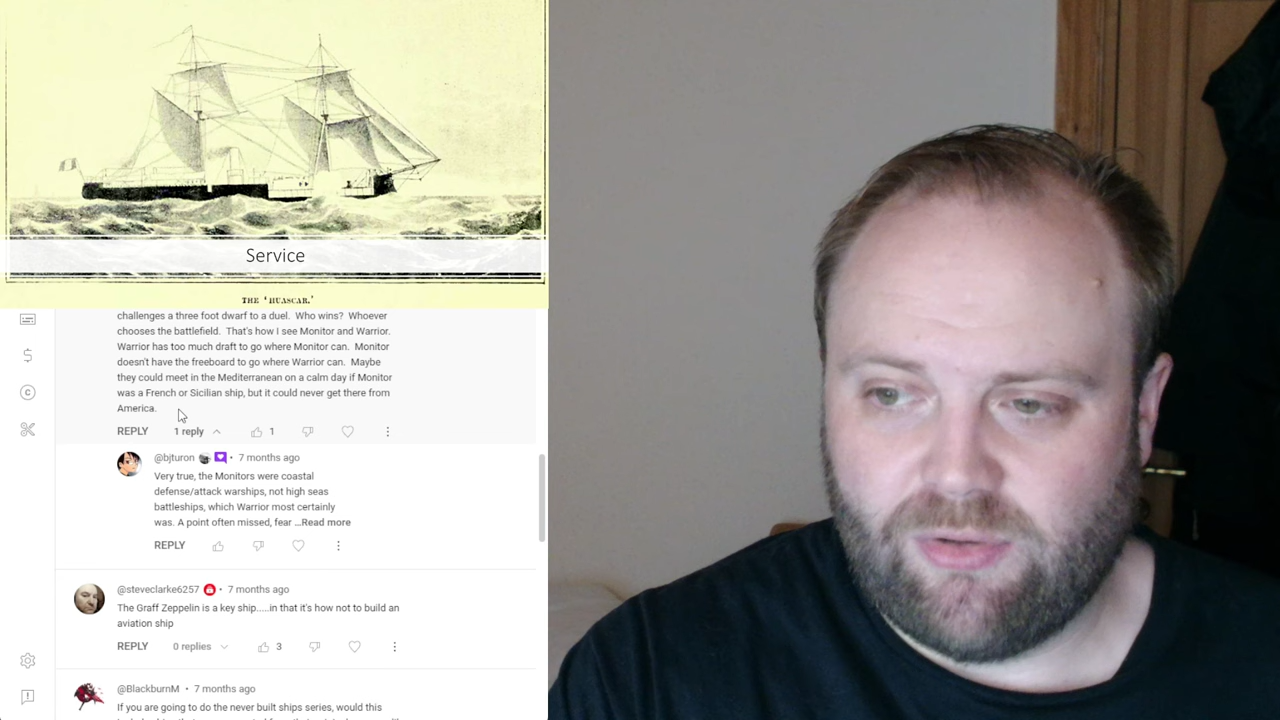 Service
THE 'HUASCAR.'
challenges a three foot dwarf to a duel. Who wins? Whoever
chooses the battlefield. That's how I see Monitor and Warrior.
Warrior has too much draft to go where Monitor can. Monitor
doesn't have the freeboard to go where Warrior can. Maybe
they could meet in the Mediterranean on a calm day if Monitor
was a French or Sicilian ship, but it could never get there from
America.
REPLY 1 reply 1
@bjturon • 7 months ago
Very true, the Monitors were coastal
defense/attack warships, not high seas
battleships, which Warrior most certainly
was. A point often missed, fear ...Read more
REPLY
@steveclarke6257 • 7 months ago
The Graff Zeppelin is a key ship.....in that it's how not to build an
aviation ship
REPLY 0 replies 3
@BlackburnM • 7 months ago
If you are going to do the never built ships series, would this